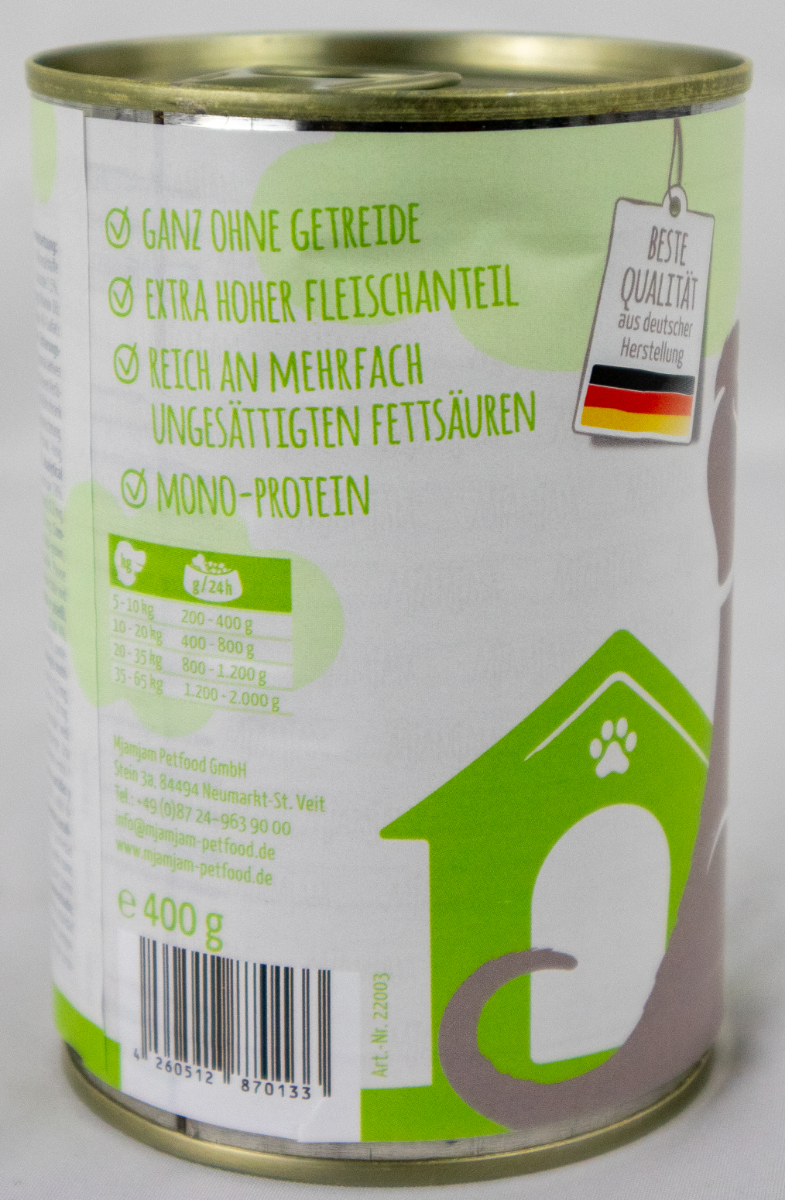 GANZ OHNE GETREIDE
EXTRA HOHER FLEISCHANTEIL
REICH AN MEHRFACH
UNGESÄTTIGTEN FETTSÄUREN
MONO-PROTEIN
BESTE
QUALITÄT
aus deutscher
Herstellung
kg g/24h
5-10 kg 200-400 g
10-20 kg 400-800 g
20-35 kg 800-1.200 g
35-65 kg 1.200-2.000 g
Mjamjam Petfood GmbH
Stein 3a, 84494 Neumarkt-St. Veit
Tel.: +49 (0)87 24-963 90 00
info@mjamjam-petfood.de
www.mjamjam-petfood.de
℮ 400 g
4 260512 870133
Art.-Nr. 22003